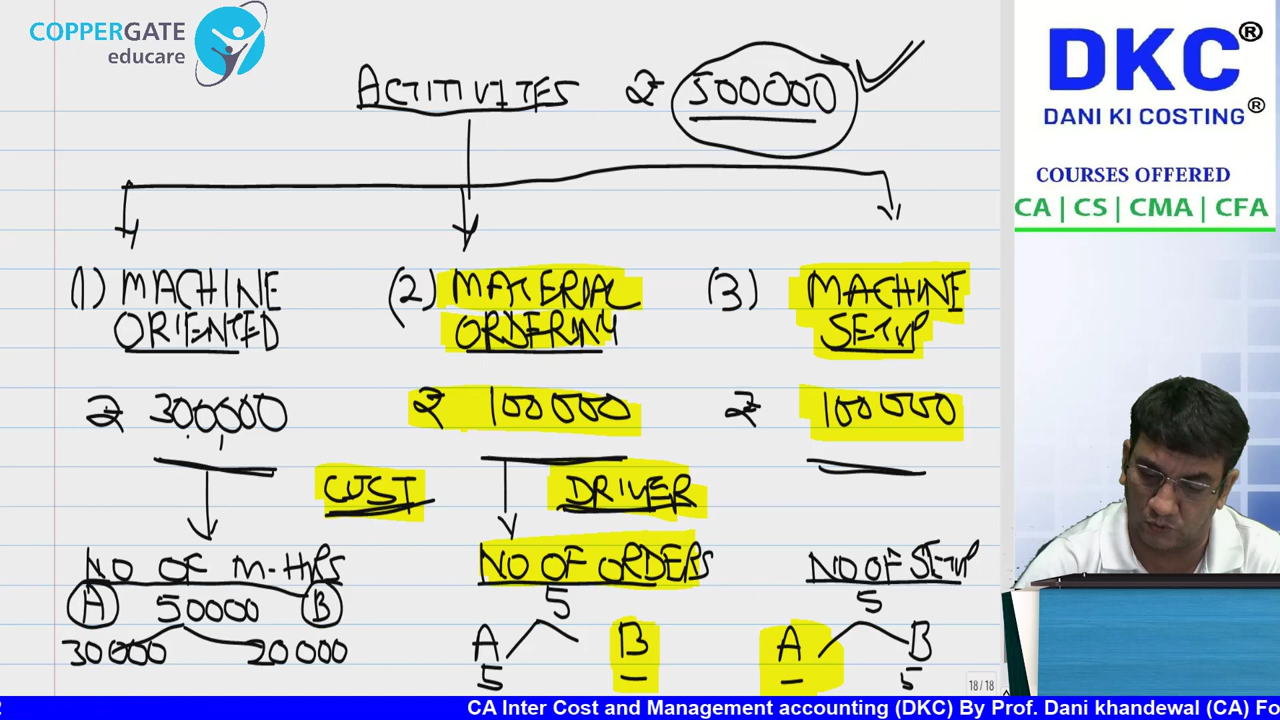 COPPERGATE
educare
ACTITIVITES ₹ 500000
(1) MACHINE
ORIENTED
(2) MATERIAL
ORDERING
(3) MACHINE
SETUP
₹ 300000
₹ 100000
₹ 100000
COST DRIVER
NO OF M-HRS
NO OF ORDERS
NO OF SETUP
A 50000 B
5
5
30000 20000
A B
A B
5 –
– 5
18/18
DKC®
DANI KI COSTING®
COURSES OFFERED
CA | CS | CMA | CFA
2 CA Inter Cost and Management accounting (DKC) By Prof. Dani khandewal (CA) Fo